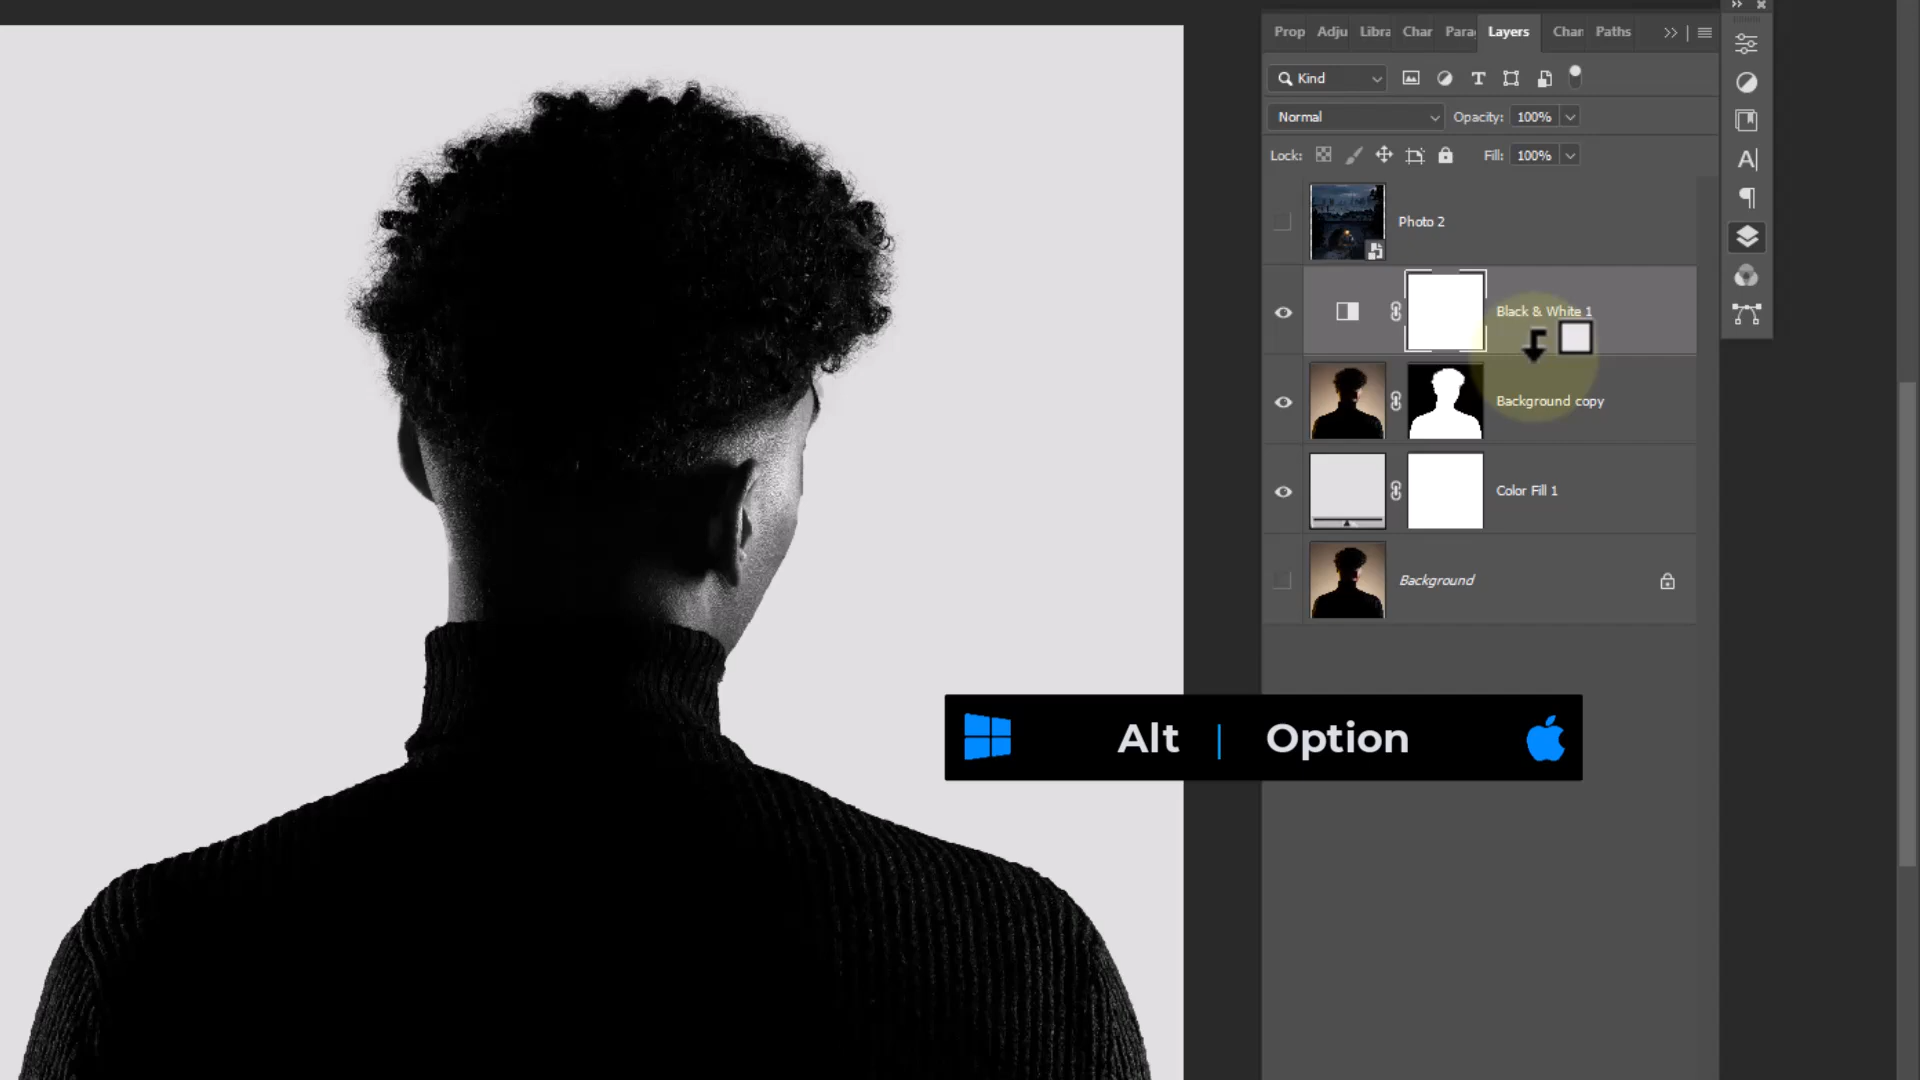 Prop Adju Libra Char Para Layers Chan Paths
Kind
Normal Opacity: 100%
Lock: Fill: 100%
Photo 2
Black & White 1
Background copy
Color Fill 1
Background
Alt | Option